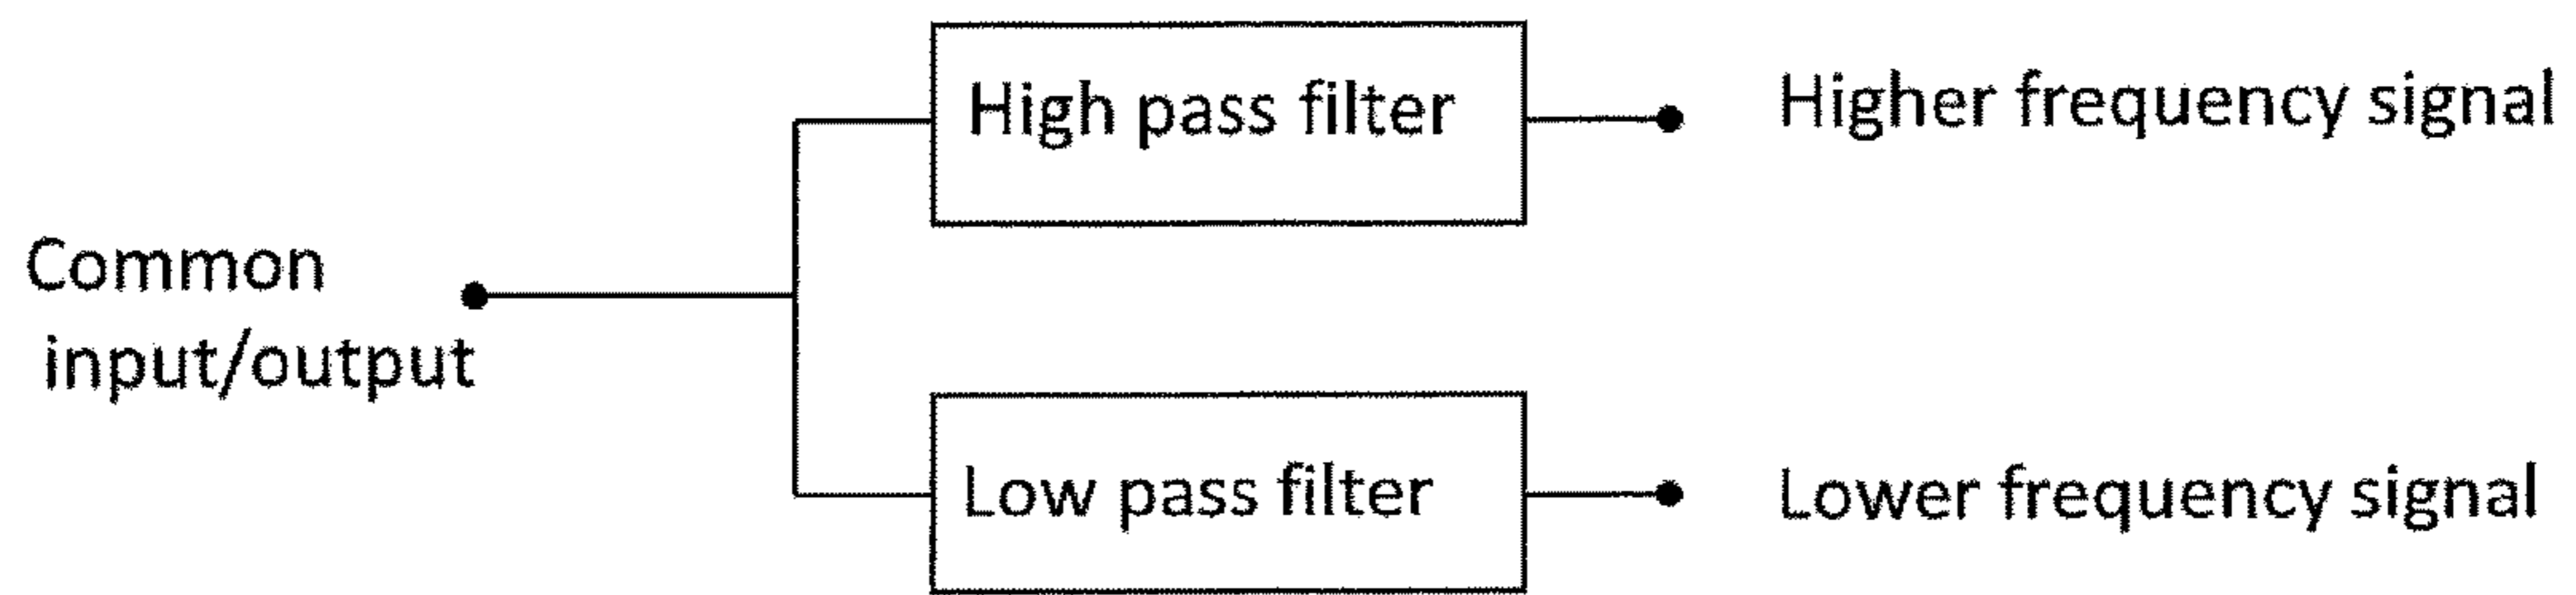 High pass filter
Higher frequency signal
Common
input/output
Low pass filter
Lower frequency signal